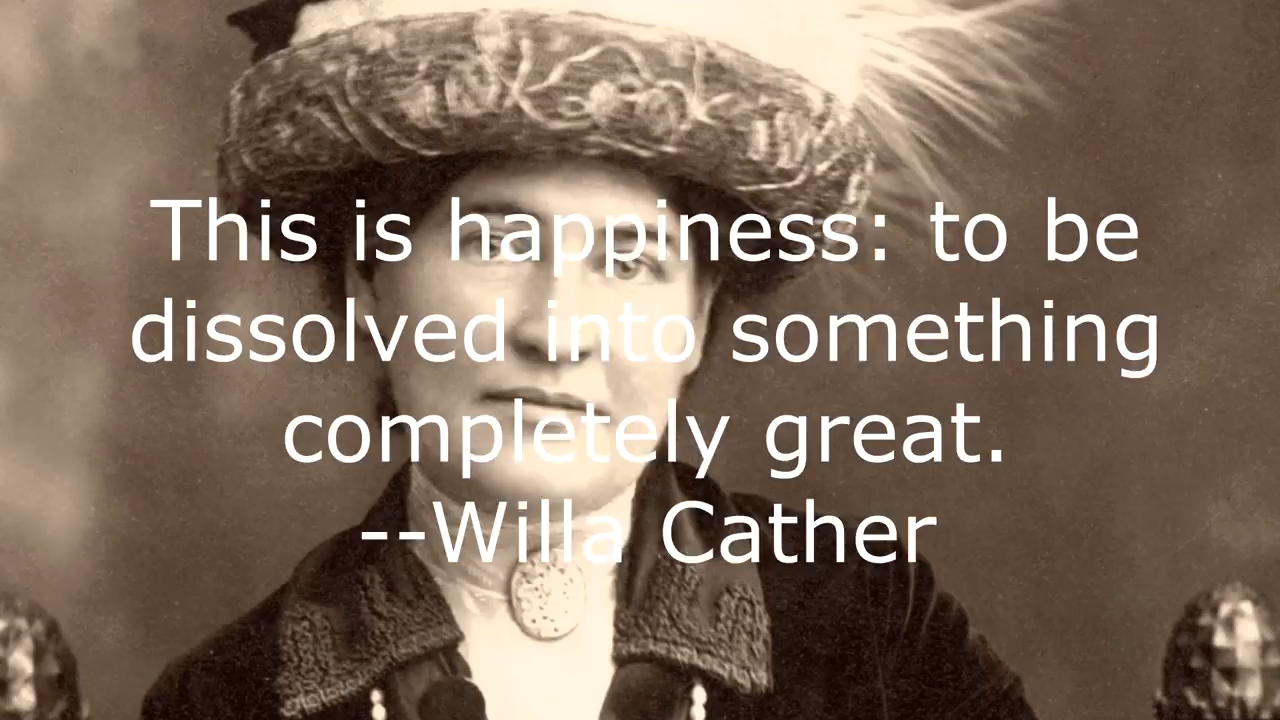 This is happiness: to be
dissolved into something
completely great.
--Willa Cather